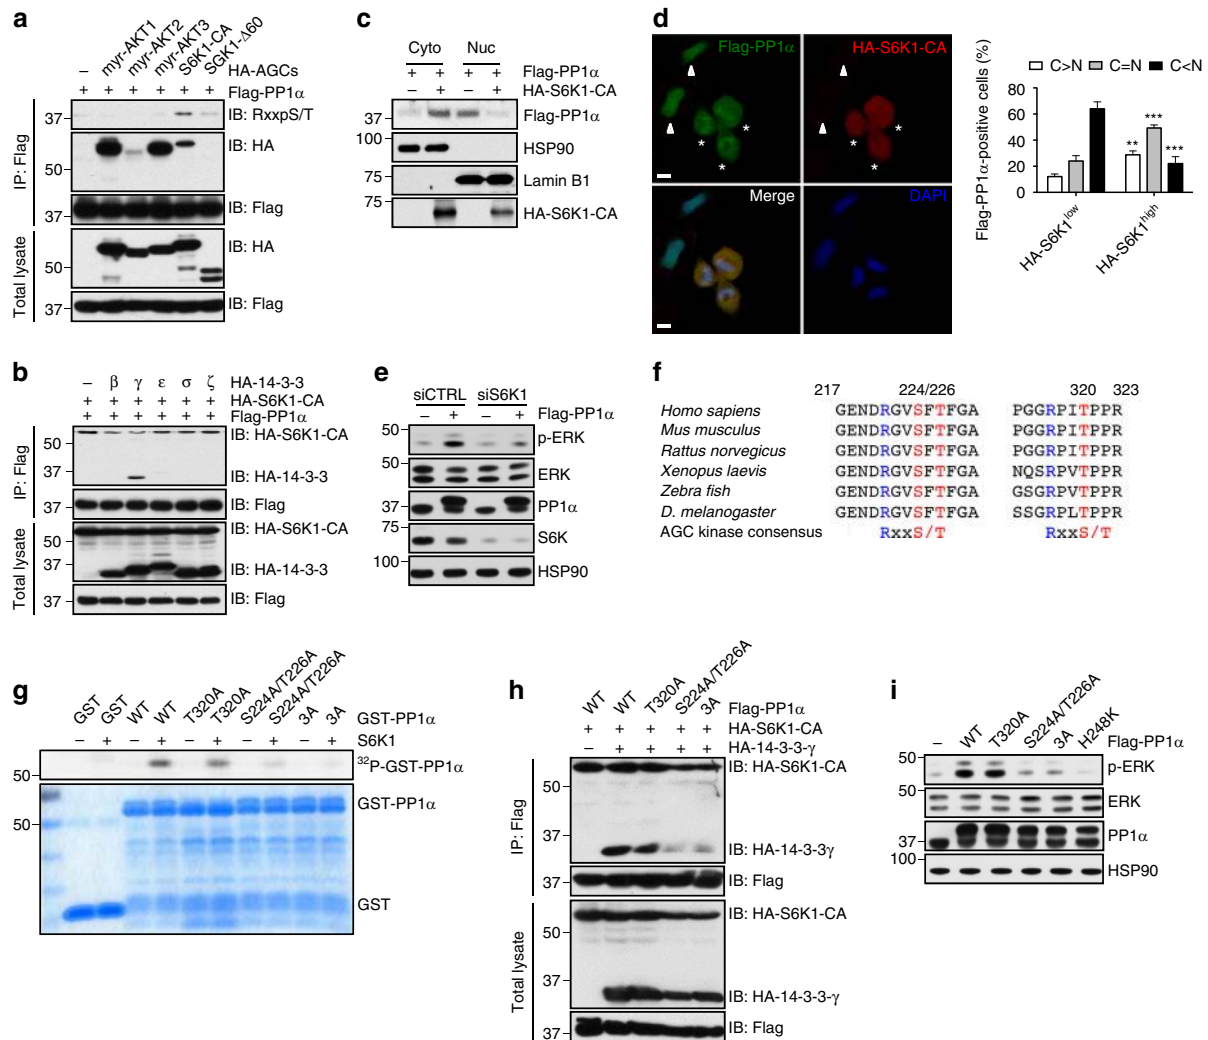 a
– myr-AKT1 myr-AKT2 myr-AKT3 S6K1-CA SGK1-Δ60 HA-AGCs
+ + + + + + Flag-PP1α
IP: Flag
37 IB: RxxpS/T
IB: HA
50
37 IB: Flag
Total lysate
IB: HA
50
37 IB: Flag
b
– β γ ε σ ζ HA-14-3-3
+ + + + + + HA-S6K1-CA
+ + + + + + Flag-PP1α
IP: Flag
50 IB: HA-S6K1-CA
37 IB: HA-14-3-3
37 IB: Flag
Total lysate
IB: HA-S6K1-CA
50
37 IB: HA-14-3-3
37 IB: Flag
c
Cyto Nuc
+ + + + Flag-PP1α
– + – + HA-S6K1-CA
37 Flag-PP1α
100 HSP90
75 Lamin B1
75 HA-S6K1-CA
d
Flag-PP1α HA-S6K1-CA
* * *
* * *
Merge DAPI
Flag-PP1α-positive cells (%)
C>N C=N C<N
80
60
40
20
0
** *** ***
HA-S6K1low HA-S6K1high
e
siCTRL siS6K1
– + – + Flag-PP1α
50 p-ERK
50 ERK
37 PP1α
75 S6K
100 HSP90
f
217 224/226 320 323
Homo sapiens GENDRGVSFTFGA PGGRPITPPR
Mus musculus GENDRGVSFTFGA PGGRPITPPR
Rattus norvegicus GENDRGVSFTFGA PGGRPITPPR
Xenopus laevis GENDRGVSFTFGA NQSRPVTPPR
Zebra fish GENDRGVSFTFGA GSGRPVTPPR
D. melanogaster GENDRGVSFTFGA SSGRPLTPPR
AGC kinase consensus RxxS/T RxxS/T
g
GST GST WT WT T320A T320A S224A/T226A S224A/T226A 3A 3A GST-PP1α
– + – + – + – + – + S6K1
50 32P-GST-PP1α
GST-PP1α
50
GST
h
WT WT T320A S224A/T226A 3A Flag-PP1α
+ + + + + HA-S6K1-CA
– + + + + HA-14-3-3-γ
IP: Flag
IB: HA-S6K1-CA
50
37 IB: HA-14-3-3γ
37 IB: Flag
Total lysate
IB: HA-S6K1-CA
50
37 IB: HA-14-3-3-γ
37 IB: Flag
i
– WT T320A S224A/T226A 3A H248K Flag-PP1α
50 p-ERK
50 ERK
37 PP1α
100 HSP90